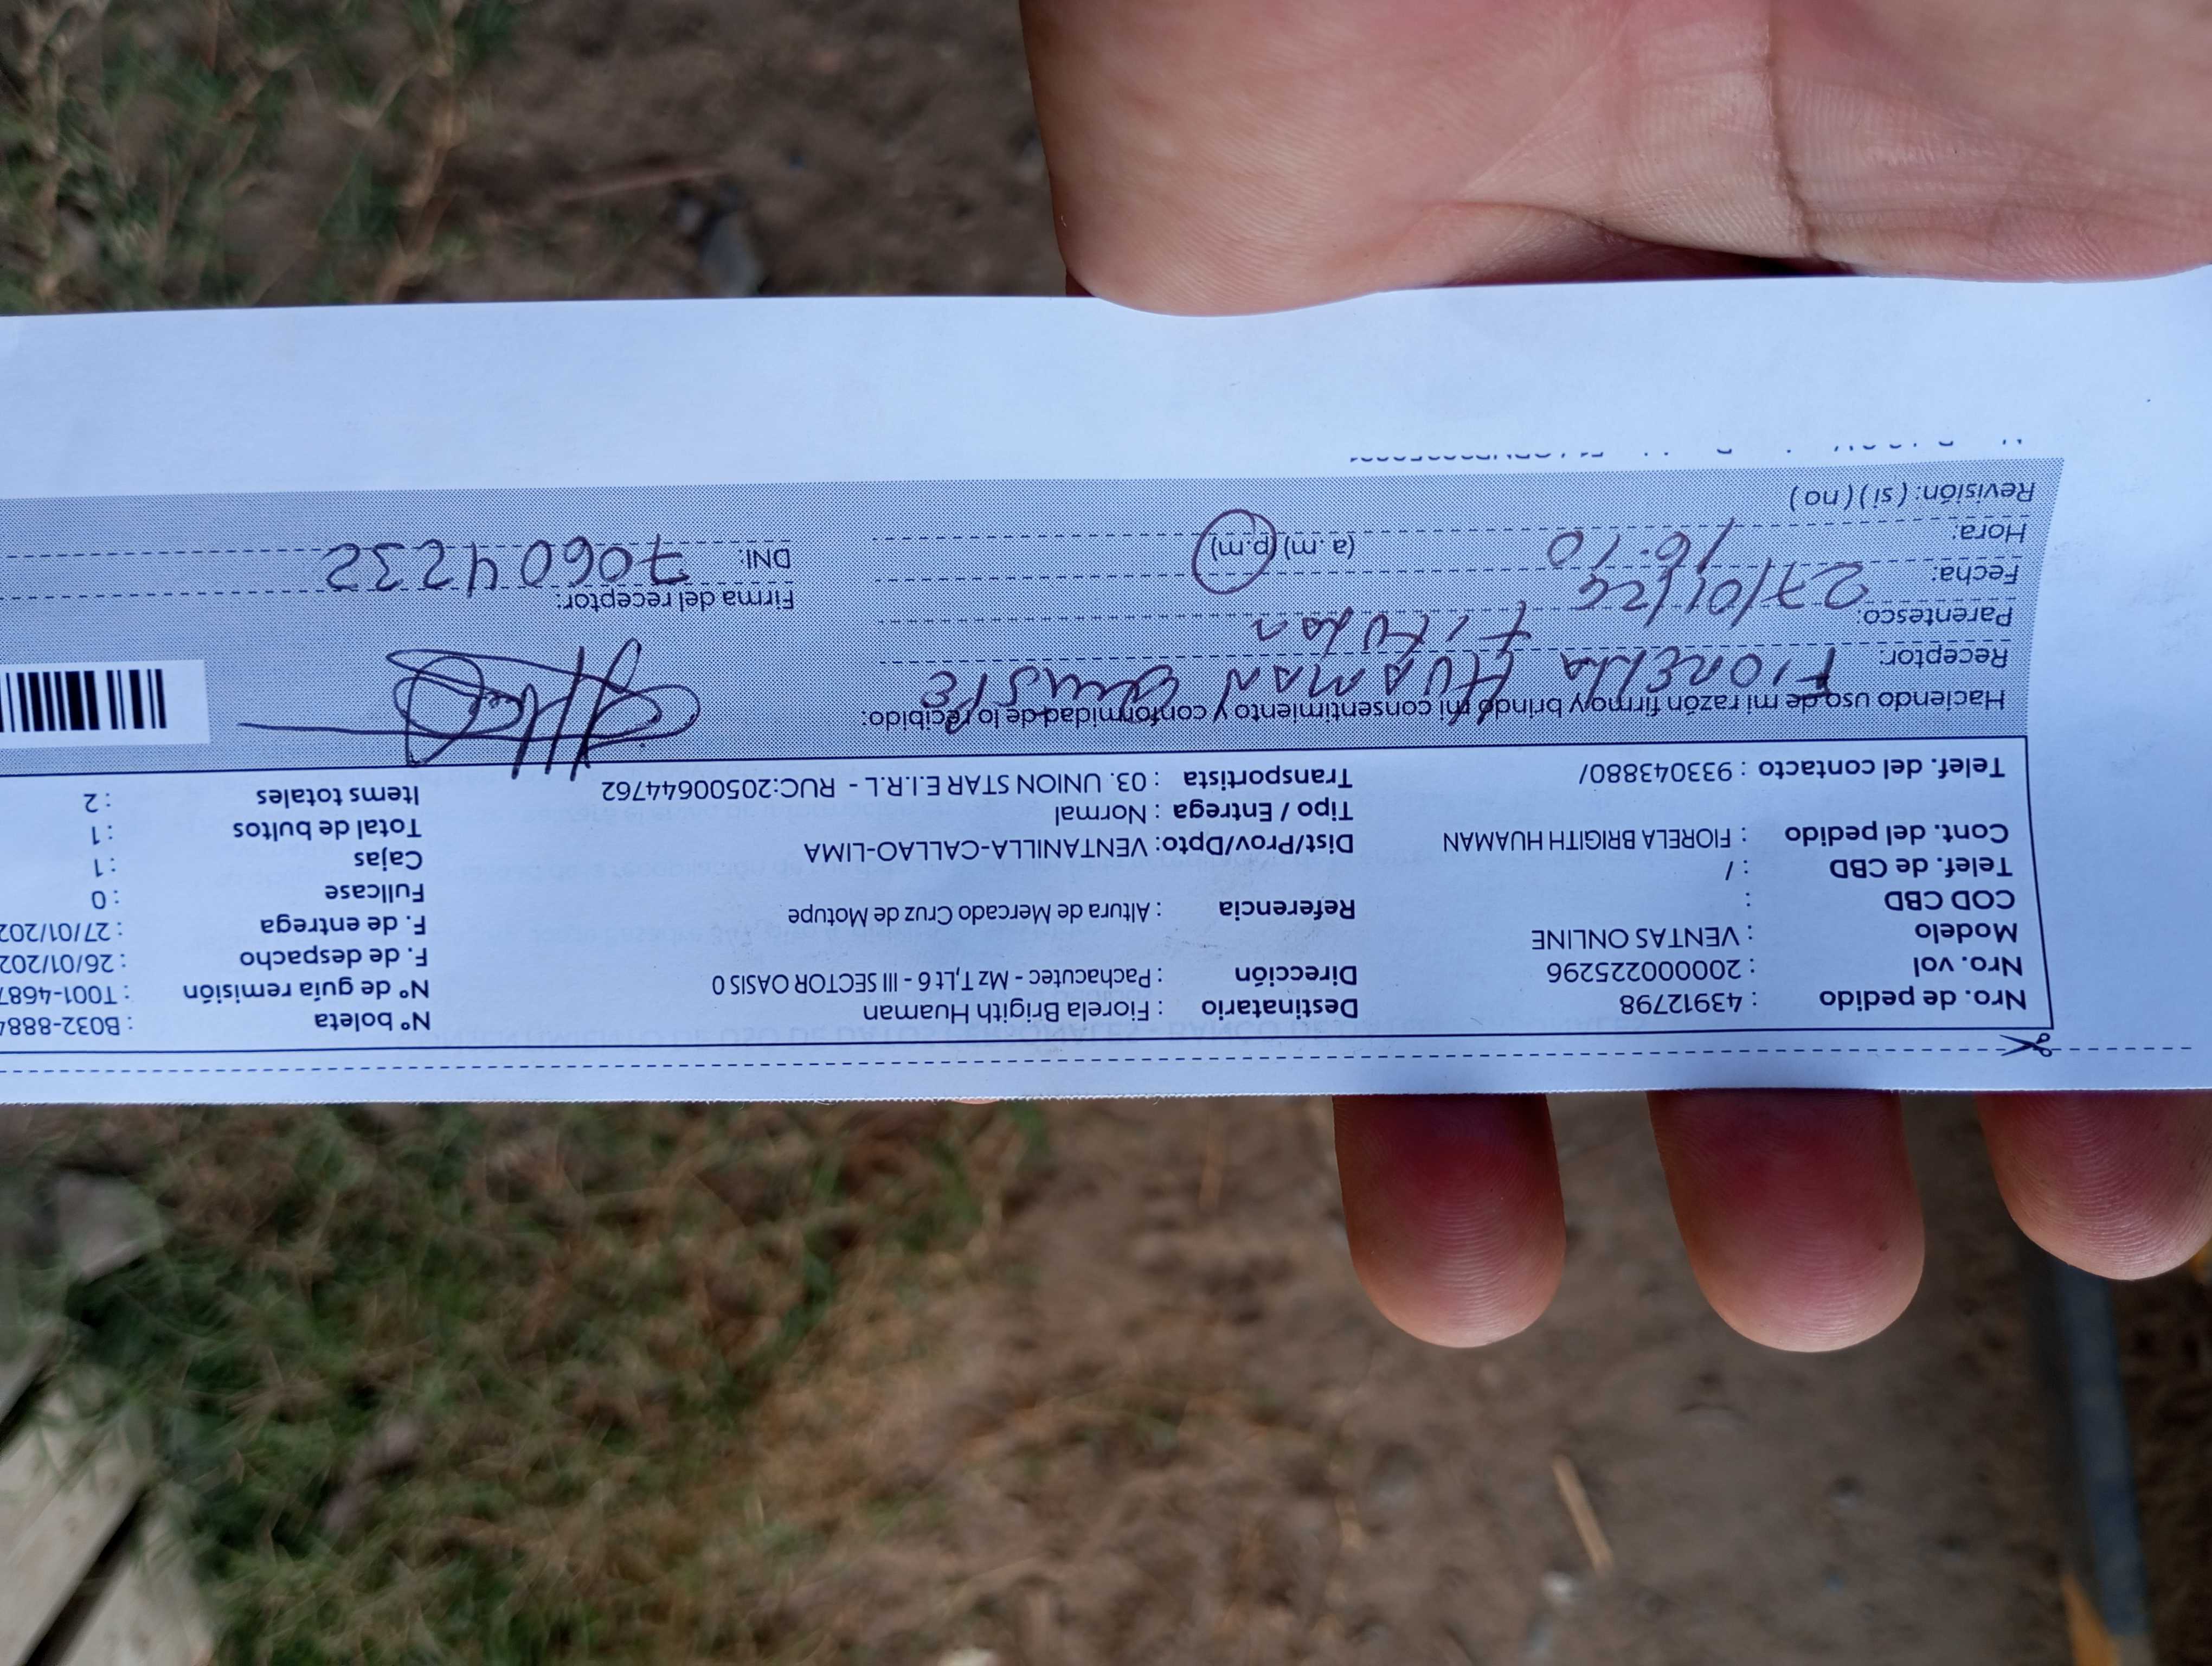 Nro. de pedido : 43912798 Destinatario : Fiorela Brigith Huaman Nº boleta : B032-8884
Nro. vol : 2000000225296 Dirección : Pachacutec - Mz T,Lt 6 - III SECTOR OASIS 0 Nº de guía remisión : T001-4687
Modelo : VENTAS ONLINE F. de despacho : 26/01/202
COD CBD : Referencia : Altura de Mercado Cruz de Motupe F. de entrega : 27/01/202
Telef. de CBD : / Fullcase : 0
Cont. del pedido : FIORELA BRIGITH HUAMAN Dist/Prov/Dpto: VENTANILLA-CALLAO-LIMA Cajas : 1
Tipo / Entrega : Normal Total de bultos : 1
Telef. del contacto : 933043880/ Transportista : 03. UNION STAR E.I.R.L - RUC:20500644762 Items totales : 2
Haciendo uso de mi razón firmo y brindo mi consentimiento y conformidad de lo recibido:
Receptor: FIORELLA HUAMAN
Parentesco: titular
Fecha: 27/01/26 Firma del receptor:
Hora: 16:10 (a.m) (p.m) DNI: 70604232
Revisión: (si) (no)